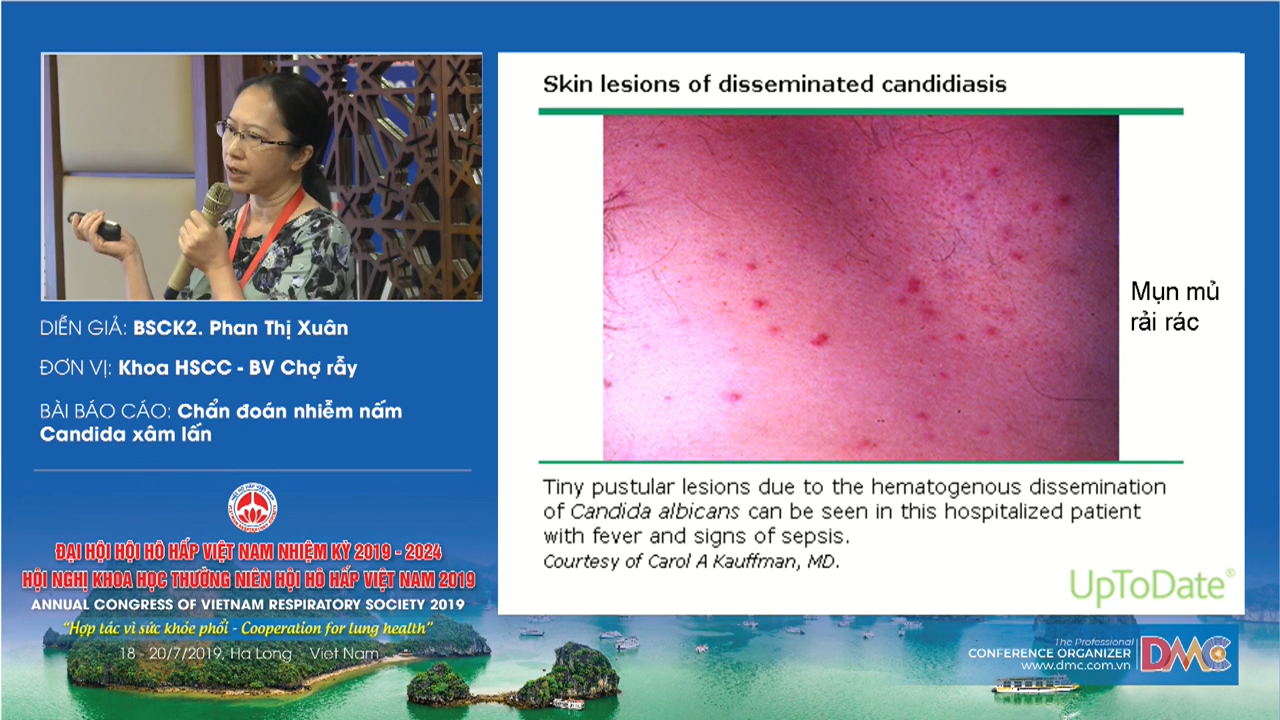 DIỄN GIẢ: BSCK2. Phan Thị Xuân
ĐƠN VỊ: Khoa HSCC - BV Chợ rẫy
BÀI BÁO CÁO: Chẩn đoán nhiễm nấm
Candida xâm lấn
ĐẠI HỘI HỘI HÔ HẤP VIỆT NAM NHIỆM KỲ 2019 - 2024
HỘI NGHỊ KHOA HỌC THƯỜNG NIÊN HỘI HÔ HẤP VIỆT NAM 2019
ANNUAL CONGRESS OF VIETNAM RESPIRATORY SOCIETY 2019
"Hợp tác vì sức khỏe phổi - Cooperation for lung health"
18 - 20/7/2019, Ha Long Viet Nam
Skin lesions of disseminated candidiasis
Mụn mủ
rải rác
Tiny pustular lesions due to the hematogenous dissemination
of Candida albicans can be seen in this hospitalized patient
with fever and signs of sepsis.
Courtesy of Carol A Kauffman, MD.
UpToDate®
The Professional
CONFERENCE ORGANIZER
www.dmc.com.vn
DMC